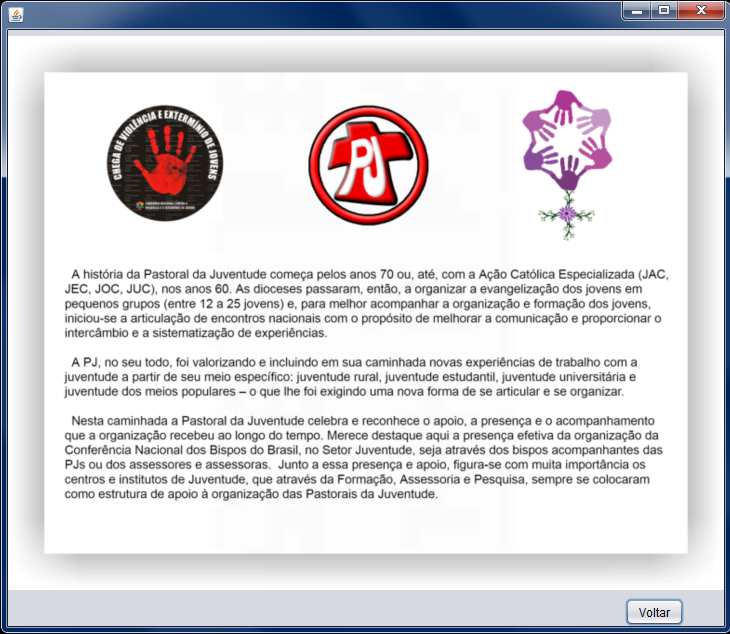 CHEGA DE VIOLÊNCIA E EXTERMÍNIO DE JOVENS
PJ
A história da Pastoral da Juventude começa pelos anos 70 ou, até, com a Ação Católica Especializada (JAC,
JEC, JOC, JUC), nos anos 60. As dioceses passaram, então, a organizar a evangelização dos jovens em
pequenos grupos (entre 12 a 25 jovens) e, para melhor acompanhar a organização e formação dos jovens,
iniciou-se a articulação de encontros nacionais com o propósito de melhorar a comunicação e proporcionar o
intercâmbio e a sistematização de experiências.
A PJ, no seu todo, foi valorizando e incluindo em sua caminhada novas experiências de trabalho com a
juventude a partir de seu meio específico: juventude rural, juventude estudantil, juventude universitária e
juventude dos meios populares – o que lhe foi exigindo uma nova forma de se articular e se organizar.
Nesta caminhada a Pastoral da Juventude celebra e reconhece o apoio, a presença e o acompanhamento
que a organização recebeu ao longo do tempo. Merece destaque aqui a presença efetiva da organização da
Conferência Nacional dos Bispos do Brasil, no Setor Juventude, seja através dos bispos acompanhantes das
PJs ou dos assessores e assessoras. Junto a essa presença e apoio, figura-se com muita importância os
centros e institutos de Juventude, que através da Formação, Assessoria e Pesquisa, sempre se colocaram
como estrutura de apoio à organização das Pastorais da Juventude.
Voltar